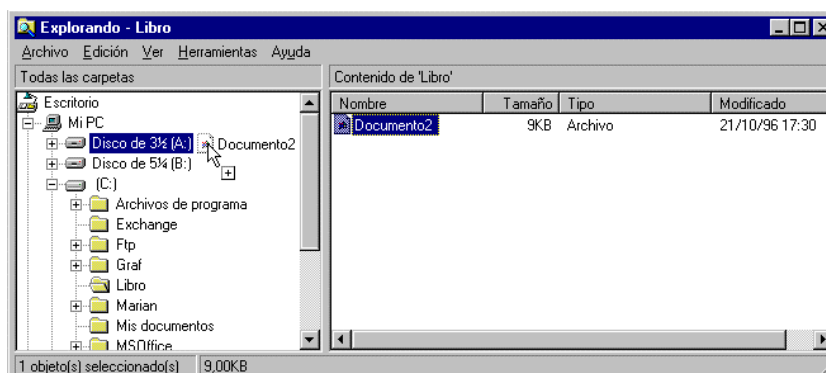 Explorando - Libro
Archivo Edición Ver Herramientas Ayuda
Todas las carpetas
Contenido de 'Libro'
Escritorio
Mi PC
Disco de 3½ (A:)
Documento2
Disco de 5¼ (B:)
(C:)
Archivos de programa
Exchange
Ftp
Graf
Libro
Marian
Mis documentos
MSOffice
Nombre Tamaño Tipo Modificado
Documento2 9KB Archivo 21/10/96 17:30
1 objeto(s) seleccionado(s) 9,00KB